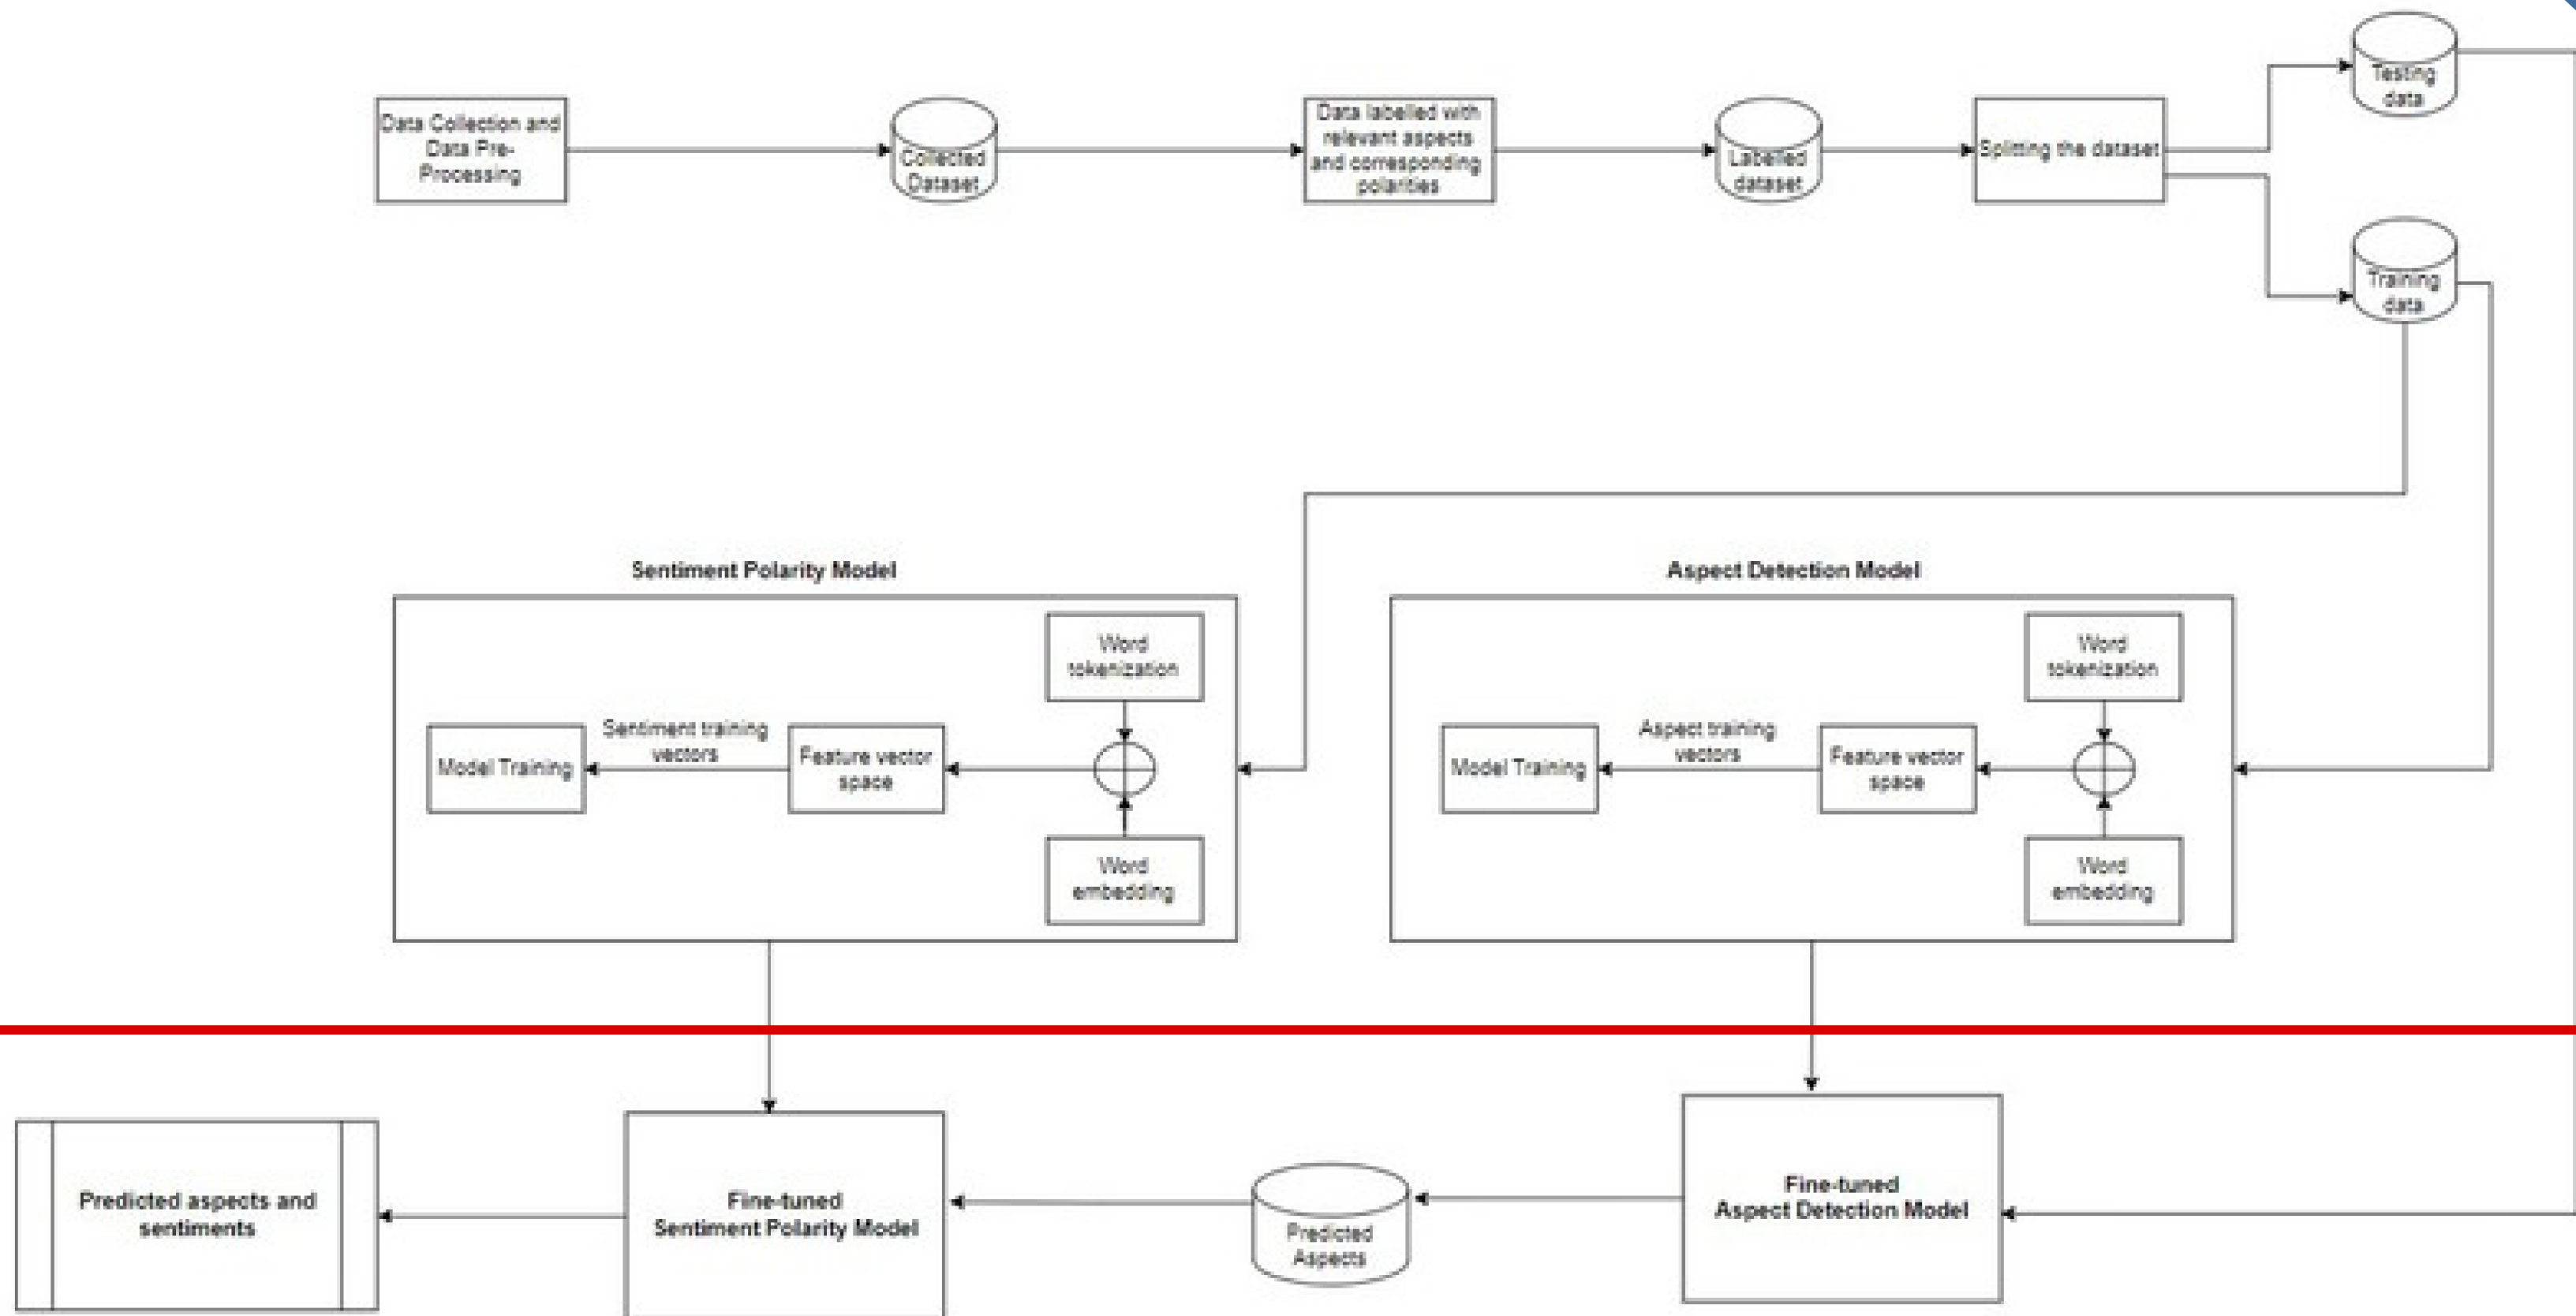 Testing
data
Data Collection and
Data Pre-
Processing
Collected
Dataset
Data labelled with
relevant aspects
and corresponding
polarities
Labelled
dataset
Splitting the dataset
Training
data
Sentiment Polarity Model
Word
tokenization
Sentiment training
vectors
Model Training
Feature vector
space
Word
embedding
Aspect Detection Model
Word
tokenization
Aspect training
vectors
Model Training
Feature vector
space
Word
embedding
Predicted aspects and
sentiments
Fine-tuned
Sentiment Polarity Model
Predicted
Aspects
Fine-tuned
Aspect Detection Model